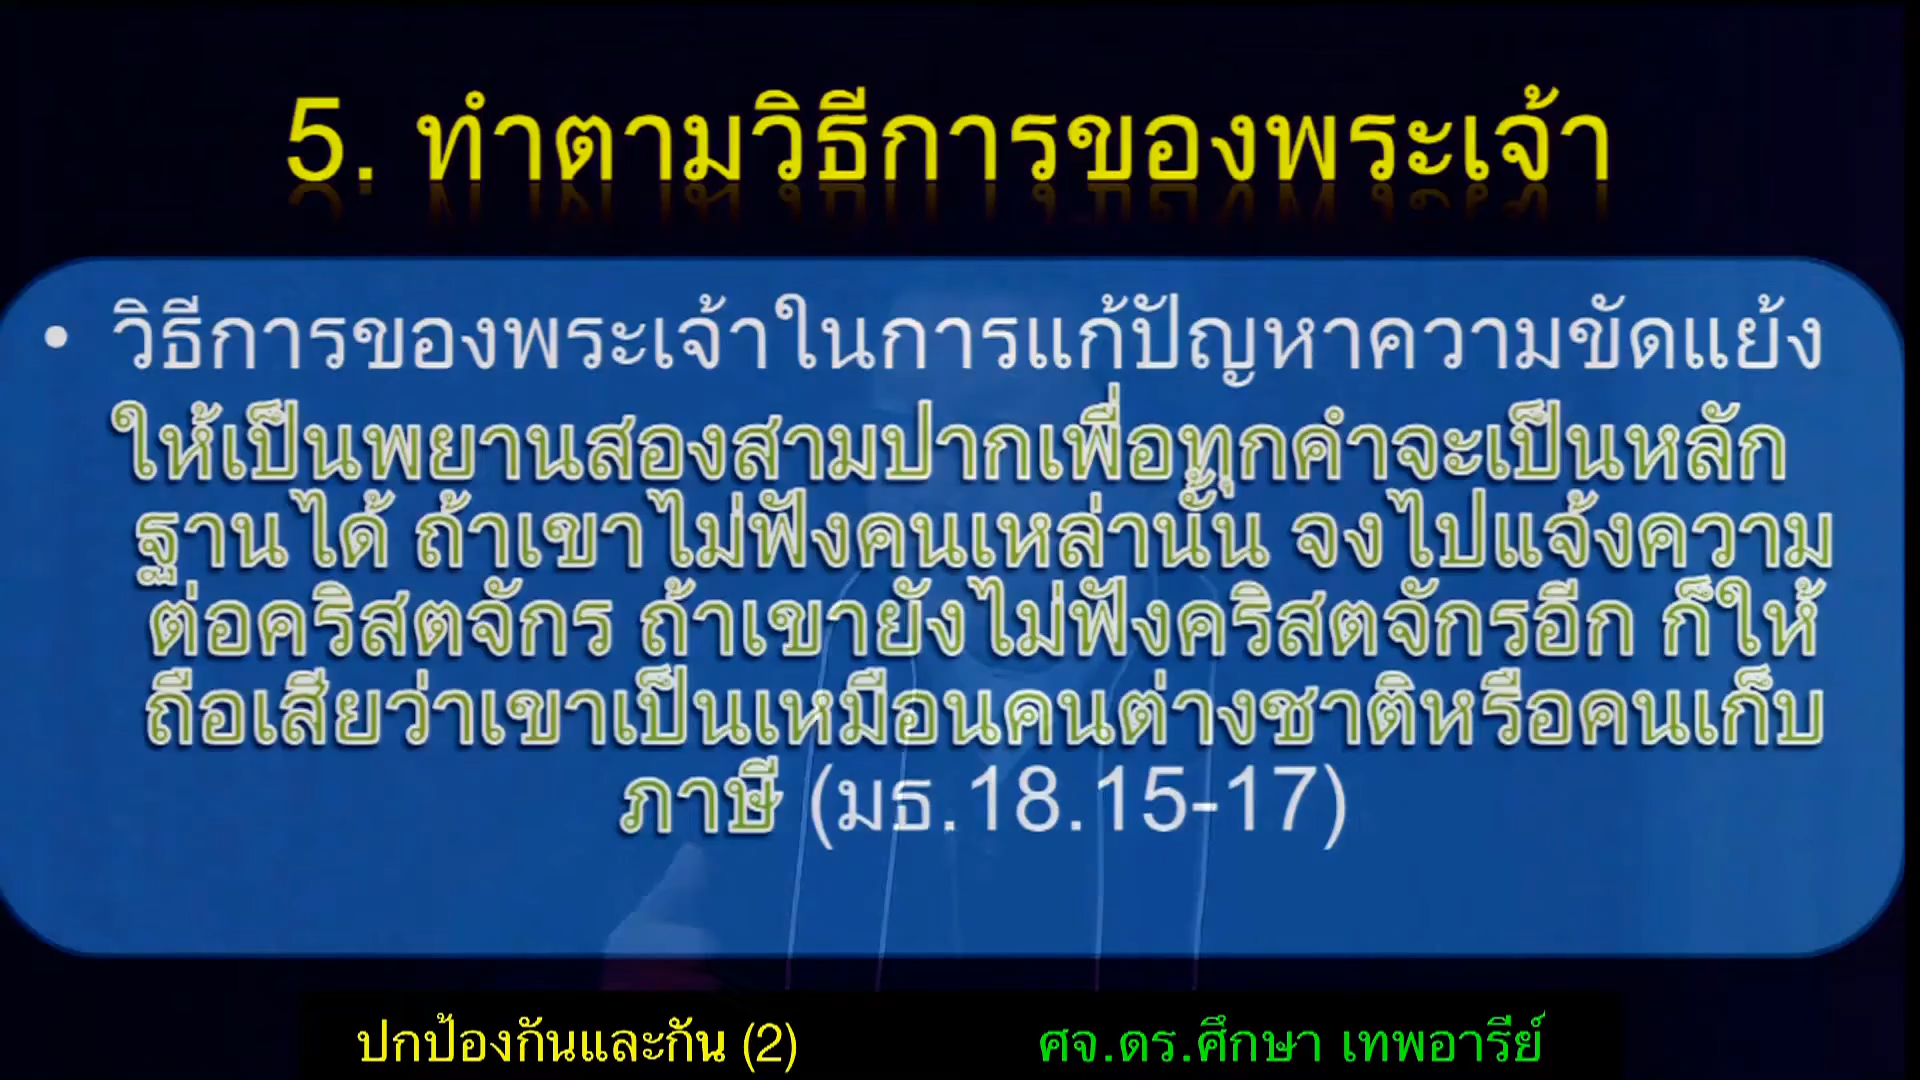 5. ทำตามวิธีการของพระเจ้า
• วิธีการของพระเจ้าในการแก้ปัญหาความขัดแย้ง
ให้เป็นพยานสองสามปากเพื่อทุกคำจะเป็นหลัก
ฐานได้ ถ้าเขาไม่ฟังคนเหล่านั้น จงไปแจ้งความ
ต่อคริสตจักร ถ้าเขายังไม่ฟังคริสตจักรอีก ก็ให้
ถือเสียว่าเขาเป็นเหมือนคนต่างชาติหรือคนเก็บ
ภาษี (มธ.18.15-17)
ปกป้องกันและกัน (2) ศจ.ดร.ศึกษา เทพอารีย์